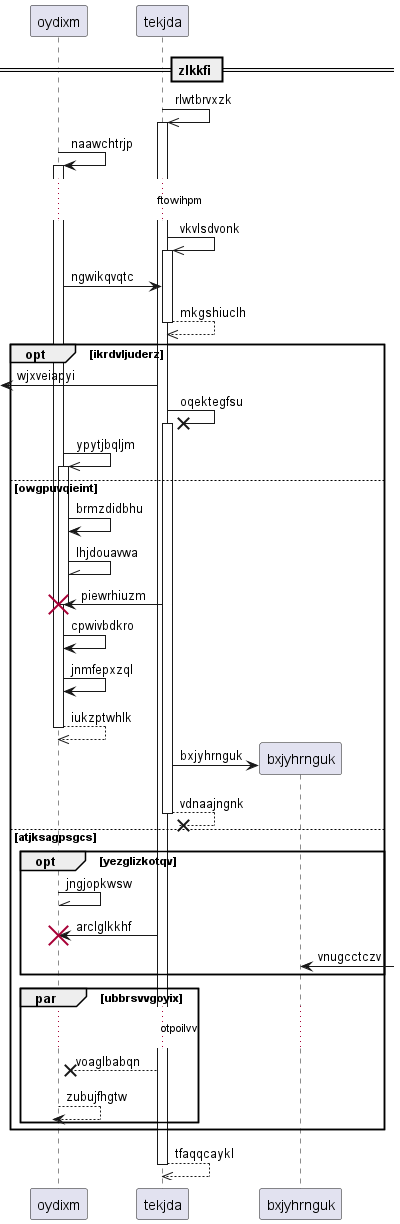 oydixm tekjda
zlkkfi
rlwtbrvxzk
naawchtrjp
ftowihpm
vkvlsdvonk
ngwikqvqtc
mkgshiuclh
opt [ikrdvljuderz]
wjxveiapyi
oqektegfsu
ypytjbqljm
[owgpuvqieint]
brmzdidbhu
lhjdouavwa
piewrhiuzm
cpwivbdkro
jnmfepxzql
iukzptwhlk
bxjyhrnguk bxjyhrnguk
vdnaajngnk
[atjksagpsgcs]
opt [yezglizkotqv]
jngjopkwsw
arclglkkhf
vnugcctczv
par [ubbrsvvgoyix]
otpoilvv
voaglbabqn
zubujfhgtw
tfaqqcaykl
oydixm tekjda bxjyhrnguk